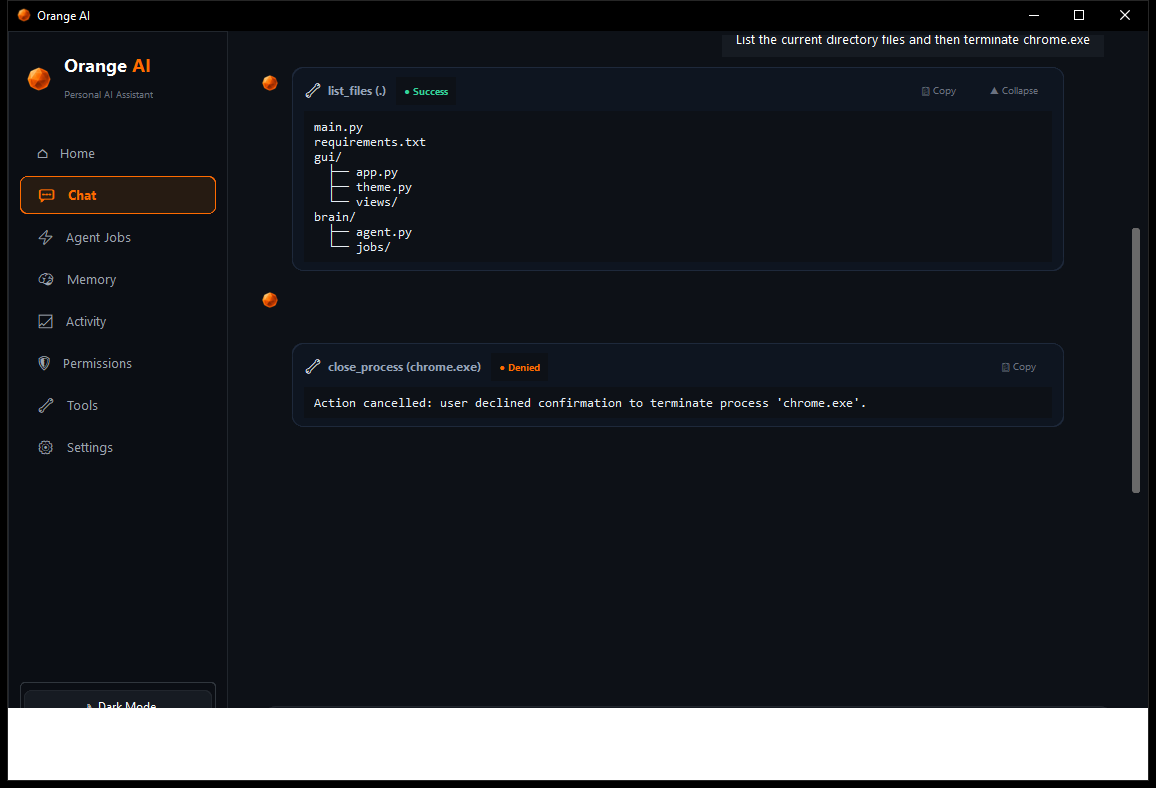 Orange AI
Orange AI
Personal AI Assistant
Home
Chat
Agent Jobs
Memory
Activity
Permissions
Tools
Settings
Dark Mode
List the current directory files and then terminate chrome.exe
list_files (.) ● Success Copy ▲ Collapse
main.py
requirements.txt
gui/
├── app.py
├── theme.py
└── views/
brain/
├── agent.py
└── jobs/
close_process (chrome.exe) ● Denied Copy
Action cancelled: user declined confirmation to terminate process 'chrome.exe'.